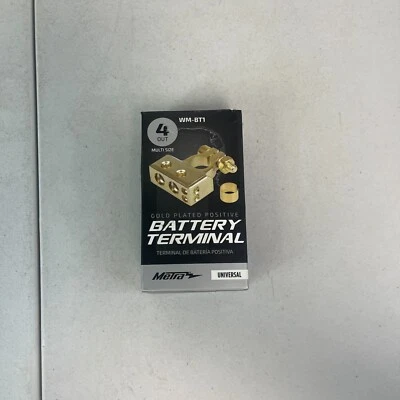 4
OUT
WM-BT1
MULTI SIZE
GOLD PLATED POSITIVE
BATTERY
TERMINAL
TERMINAL DE BATERÍA POSITIVA
Metra
UNIVERSAL